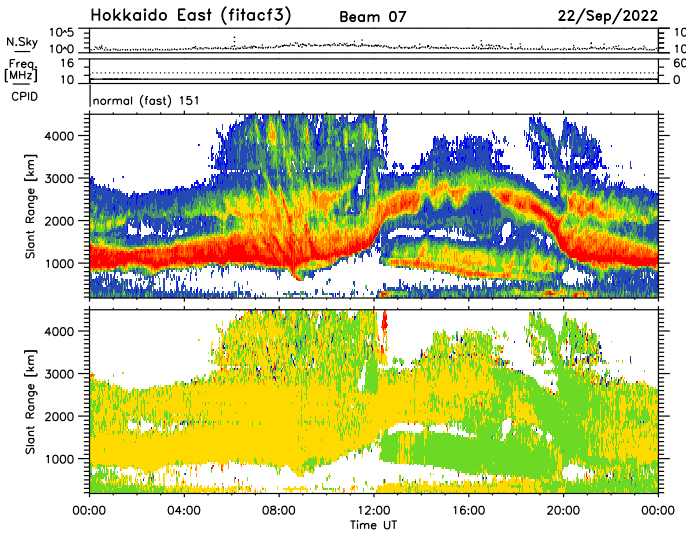 Hokkaido East (fitacf3) Beam 07 22/Sep/2022
N.Sky 10^5 10^0 10 10
Freq. [MHz] 16 10 60 0
CPID normal (fast) 151
Slant Range [km] 4000 3000 2000 1000
Slant Range [km] 4000 3000 2000 1000
00:00 04:00 08:00 12:00 16:00 20:00 00:00
Time UT